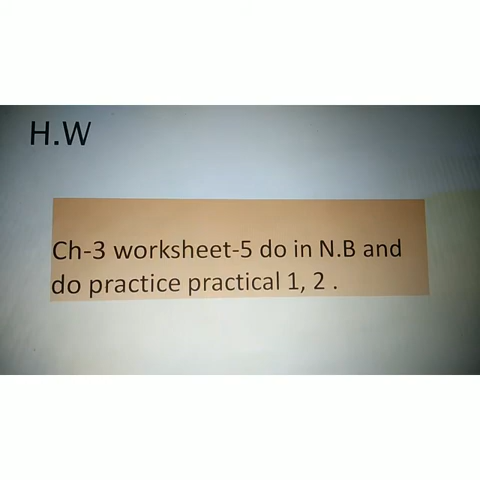 H.W
Ch-3 worksheet-5 do in N.B and
do practice practical 1, 2 .